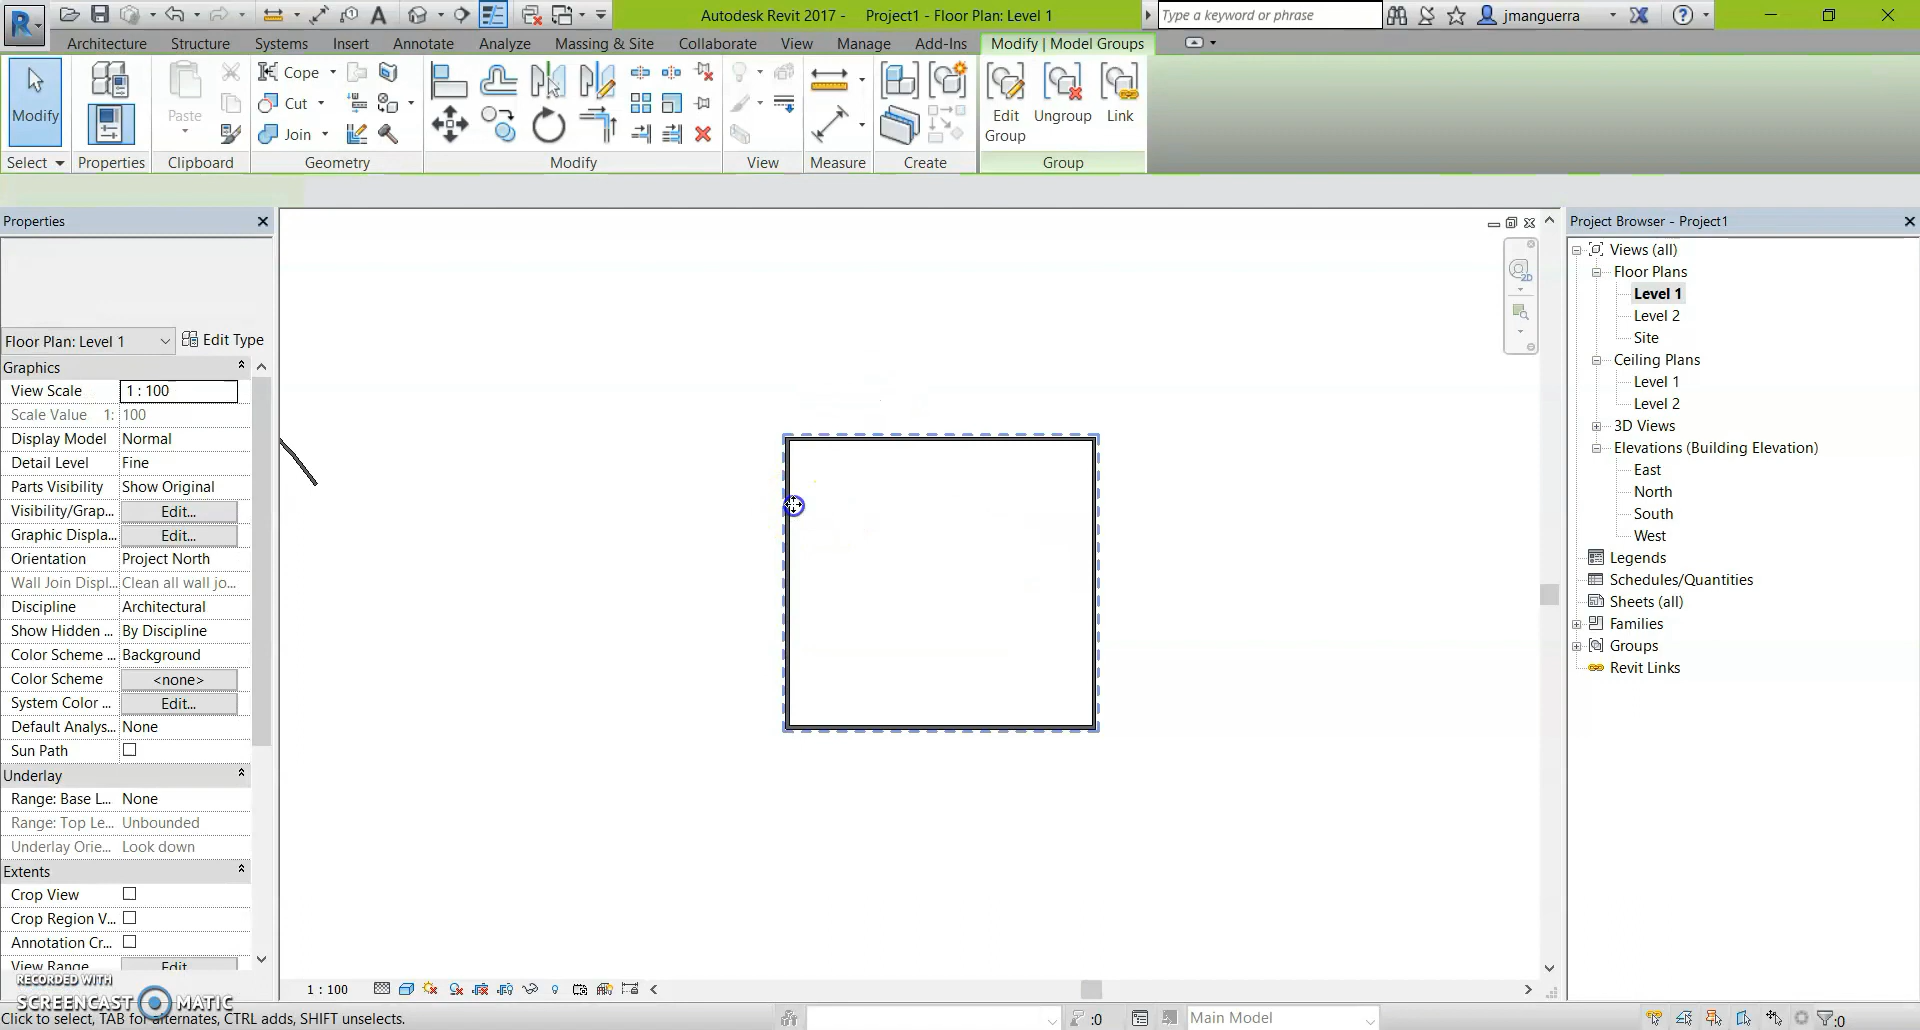 Autodesk Revit 2017 - Project1 - Floor Plan: Level 1
Type a keyword or phrase
jmanguerra
Architecture Structure Systems Insert Annotate Analyze Massing & Site Collaborate View Manage Add-Ins Modify | Model Groups
Modify
Paste
Cope
Cut
Join
Edit Group
Ungroup
Link
Select Properties Clipboard Geometry Modify View Measure Create Group
Properties
Floor Plan: Level 1
Edit Type
Graphics
View Scale 1 : 100
Scale Value 1: 100
Display Model Normal
Detail Level Fine
Parts Visibility Show Original
Visibility/Grap... Edit...
Graphic Displa... Edit...
Orientation Project North
Wall Join Displ... Clean all wall jo...
Discipline Architectural
Show Hidden ... By Discipline
Color Scheme ... Background
Color Scheme <none>
System Color ... Edit...
Default Analys... None
Sun Path
Underlay
Range: Base L... None
Range: Top Le... Unbounded
Underlay Orie... Look down
Extents
Crop View
Crop Region V...
Annotation Cr...
View Range Edit...
RECORDED WITH
SCREENCAST MATIC
Click to select, TAB for alternates, CTRL adds, SHIFT unselects.
2D
1 : 100
:0
Main Model
:0
Project Browser - Project1
Views (all)
Floor Plans
Level 1
Level 2
Site
Ceiling Plans
Level 1
Level 2
3D Views
Elevations (Building Elevation)
East
North
South
West
Legends
Schedules/Quantities
Sheets (all)
Families
Groups
Revit Links